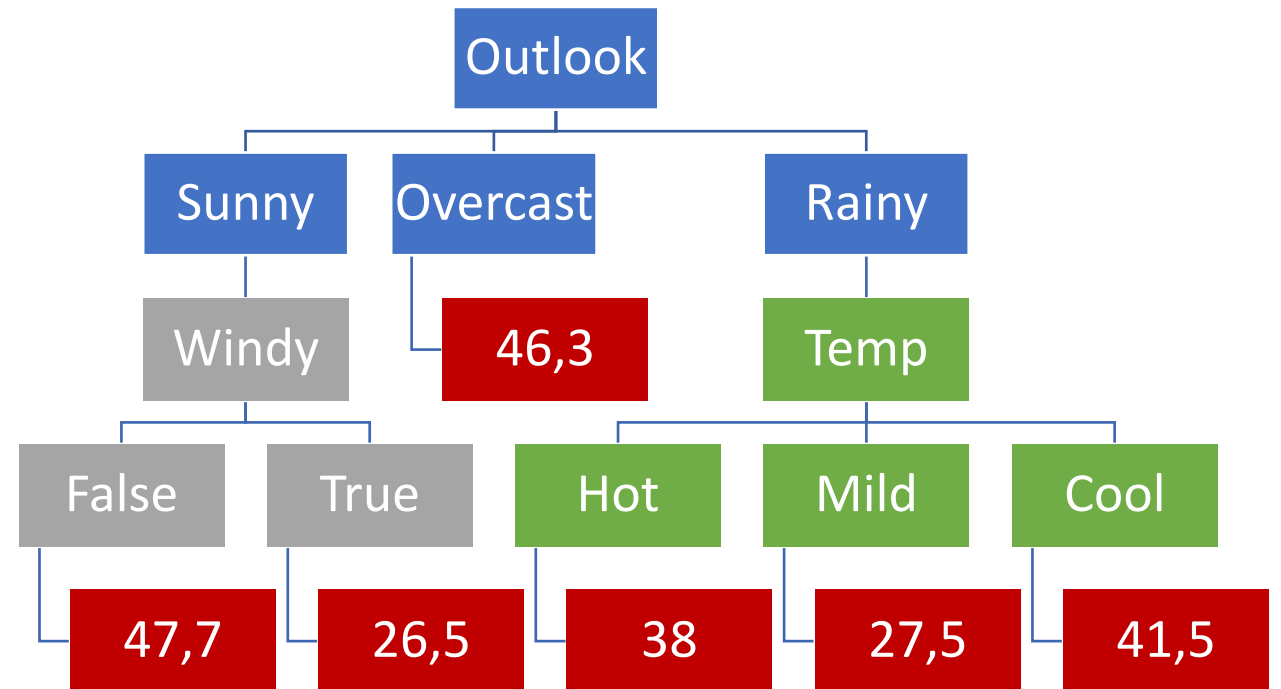 Outlook
Sunny
Overcast
Rainy
Windy
46,3
Temp
False
True
Hot
Mild
Cool
47,7
26,5
38
27,5
41,5